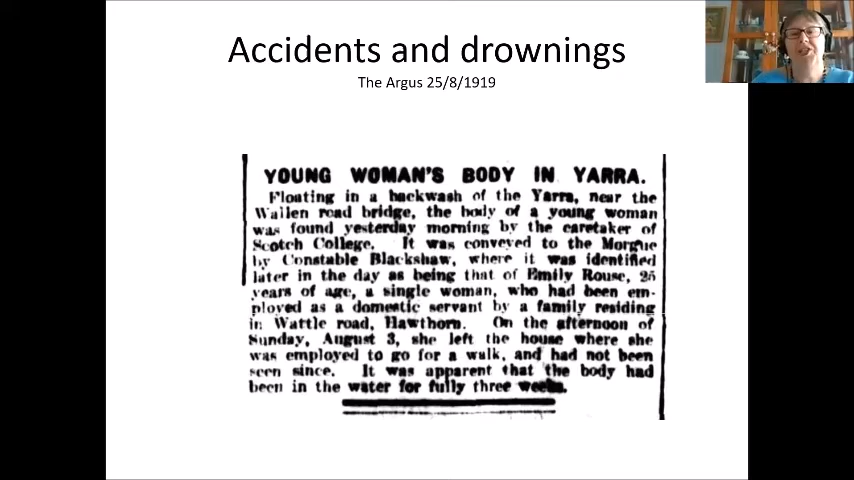 Accidents and drownings
The Argus 25/8/1919
YOUNG WOMAN'S BODY IN YARRA.
Floating in a backwash of the Yarra, near the
Wallen road bridge, the body of a young woman
was found yesterday morning by the caretaker of
Scotch College. It was conveyed to the Morgue
by Constable Blackshaw, where it was identified
later in the day as being that of Emily Rouse, 25
years of age, a single woman, who had been em-
ployed as a domestic servant by a family residing
in Wattle road, Hawthorn. On the afternoon of
Sunday, August 3, she left the house where she
was employed to go for a walk, and had not been
seen since. It was apparent that the body had
been in the water for fully three weeks.